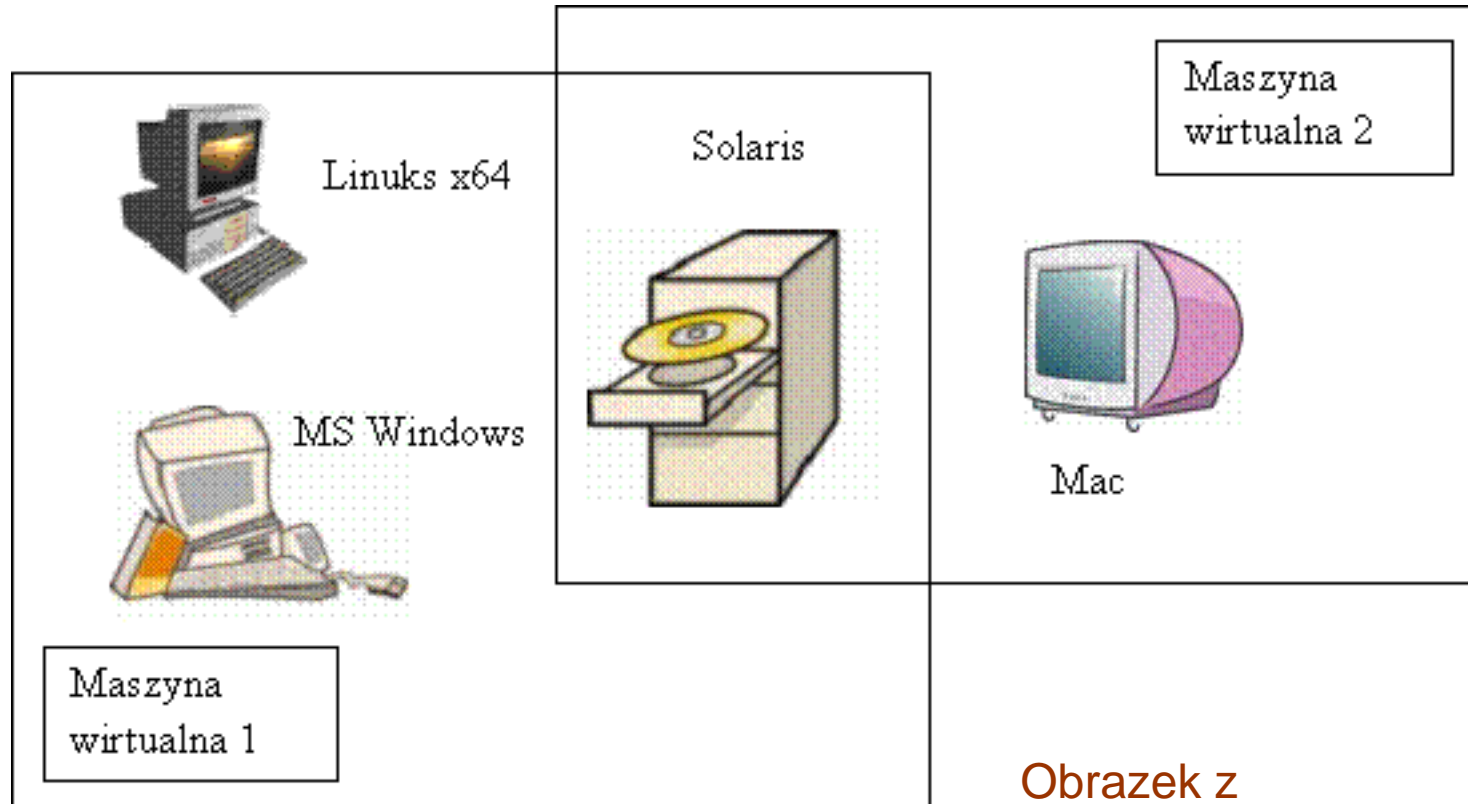 Maszyna
wirtualna 2
Solaris
Linuks x64
MS Windows
Mac
Maszyna
wirtualna 1
Obrazek z